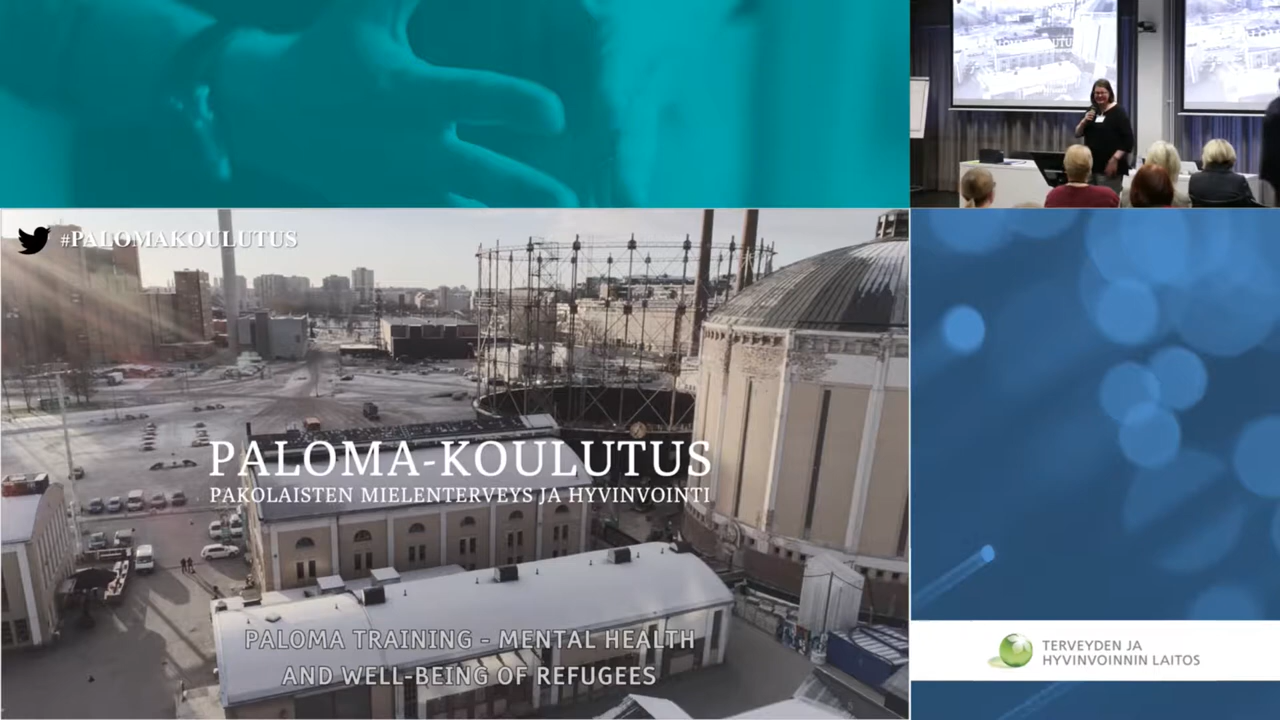 #PALOMAKOULUTUS
PALOMA-KOULUTUS
PAKOLAISTEN MIELENTERVEYS JA HYVINVOINTI
PALOMA TRAINING - MENTAL HEALTH
AND WELL-BEING OF REFUGEES
TERVEYDEN JA
HYVINVOINNIN LAITOS